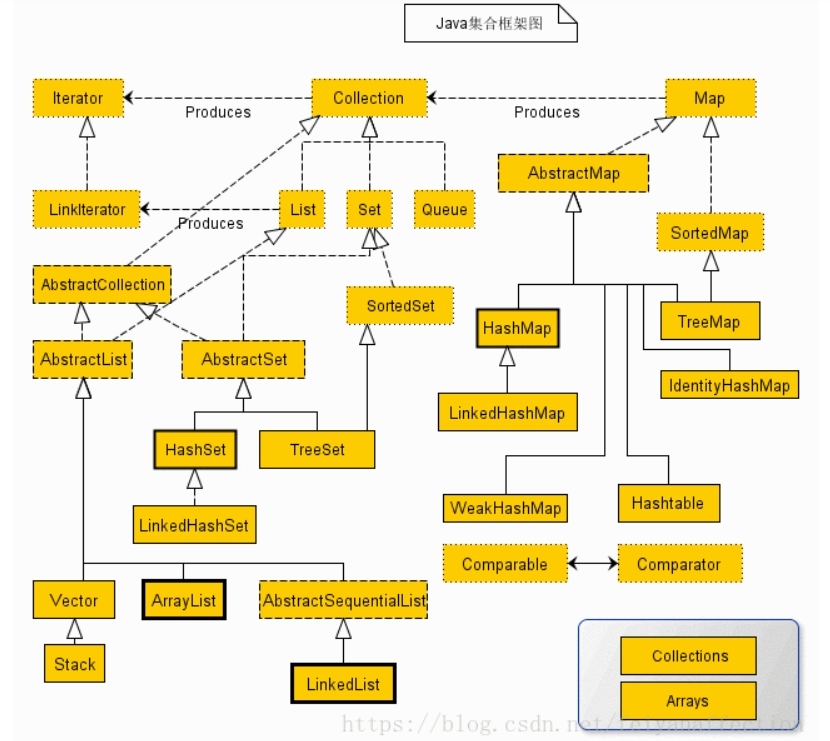 Java集合框架图
Iterator
Produces
Collection
Produces
Map
AbstractMap
LinkIterator
Produces
List
Set
Queue
SortedMap
AbstractCollection
SortedSet
HashMap
TreeMap
AbstractList
AbstractSet
IdentityHashMap
LinkedHashMap
HashSet
TreeSet
LinkedHashSet
WeakHashMap
Hashtable
Comparable
Comparator
Vector
ArrayList
AbstractSequentialList
Stack
LinkedList
Collections
Arrays
https://blog.csdn.net/feiyanaffection